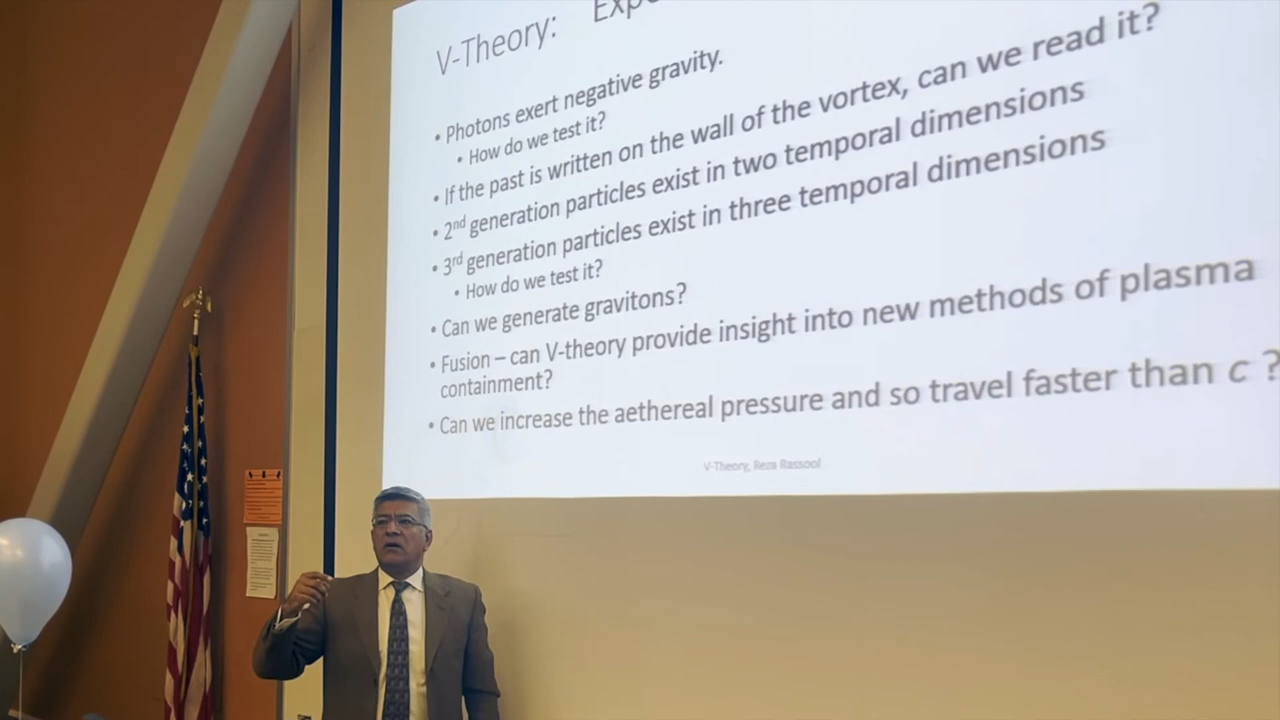 V-Theory: Exp
• Photons exert negative gravity.
• How do we test it?
• If the past is written on the wall of the vortex, can we read it?
• 2nd generation particles exist in two temporal dimensions
• 3rd generation particles exist in three temporal dimensions
• How do we test it?
• Can we generate gravitons?
• Fusion – can V-theory provide insight into new methods of plasma
containment?
• Can we increase the aethereal pressure and so travel faster than c ?
V-Theory, Reza Rassool